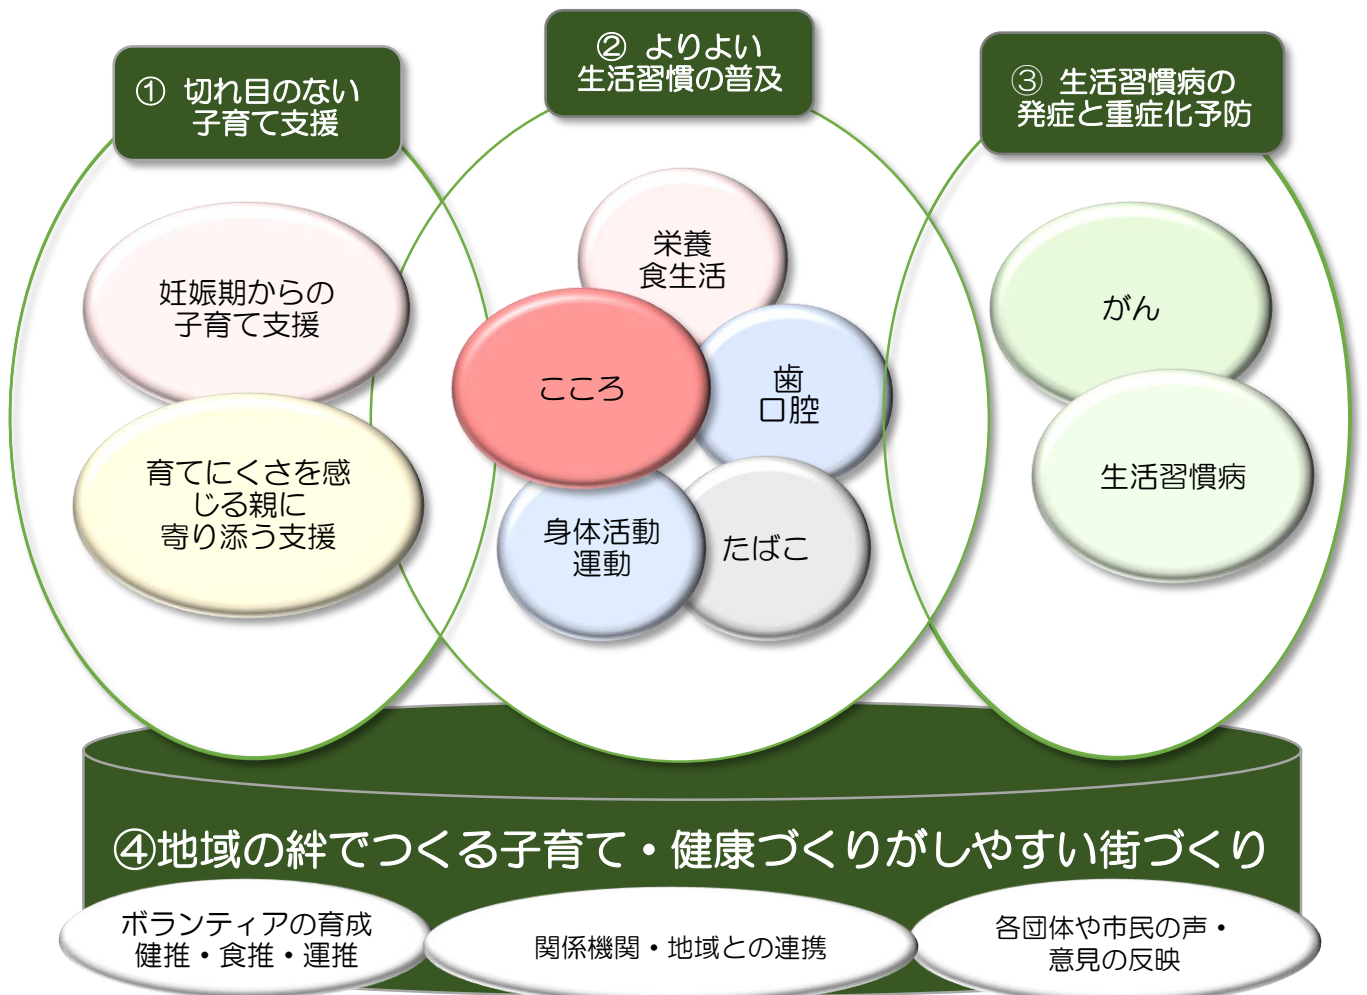 ① 切れ目のない
子育て支援
② よりよい
生活習慣の普及
③ 生活習慣病の
発症と重症化予防
妊娠期からの
子育て支援
育てにくさを感
じる親に
寄り添う支援
栄養
食生活
こころ
歯
口腔
身体活動
運動
たばこ
がん
生活習慣病
④地域の絆でつくる子育て・健康づくりがしやすい街づくり
ボランティアの育成
健推・食推・運推
関係機関・地域との連携
各団体や市民の声・
意見の反映